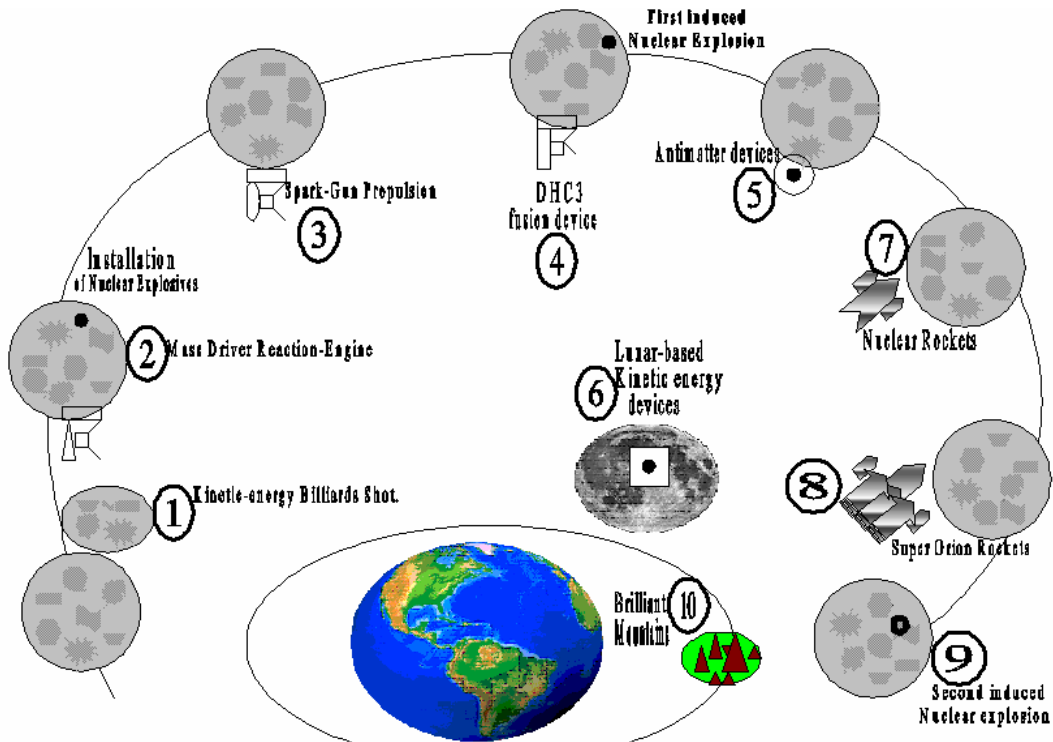 First induced
Nuclear Explosion
Antimatter devices
5
Spark-Gun Propulsion
3
DHC3
fusion device
4
7
Nuclear Rockets
Installation
of Nuclear Explosives
2
Mass Driver Reaction-Engine
Lunar-based
Kinetic energy
devices
6
1
Kinetic-energy Billiards Shot.
8
Super Orion Rockets
Brilliant
Mountains
10
9
Second induced
Nuclear explosion